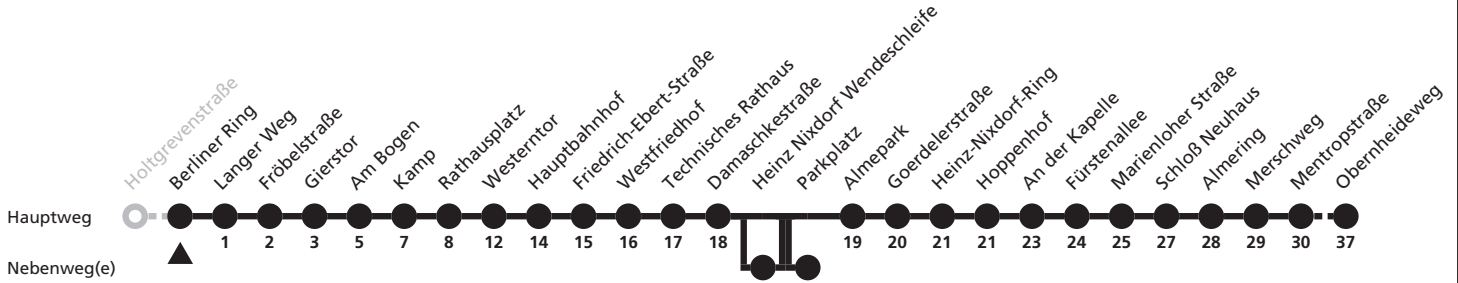 Holtgrevenstraße
Berliner Ring
Langer Weg
Fröbelstraße
Gierstor
Am Bogen
Kamp
Rathausplatz
Westerntor
Hauptbahnhof
Friedrich-Ebert-Straße
Westfriedhof
Technisches Rathaus
Damaschkestraße
Heinz Nixdorf Wendeschleife
Parkplatz
Almepark
Goerdelerstraße
Heinz-Nixdorf-Ring
Hoppenhof
An der Kapelle
Fürstenallee
Marienloher Straße
Schloß Neuhaus
Almering
Merschweg
Mentropstraße
Obernheideweg
Hauptweg
1 2 3 5 7 8 12 14 15 16 17 18 19 20 21 21 23 24 25 27 28 29 30 37
Nebenweg(e)